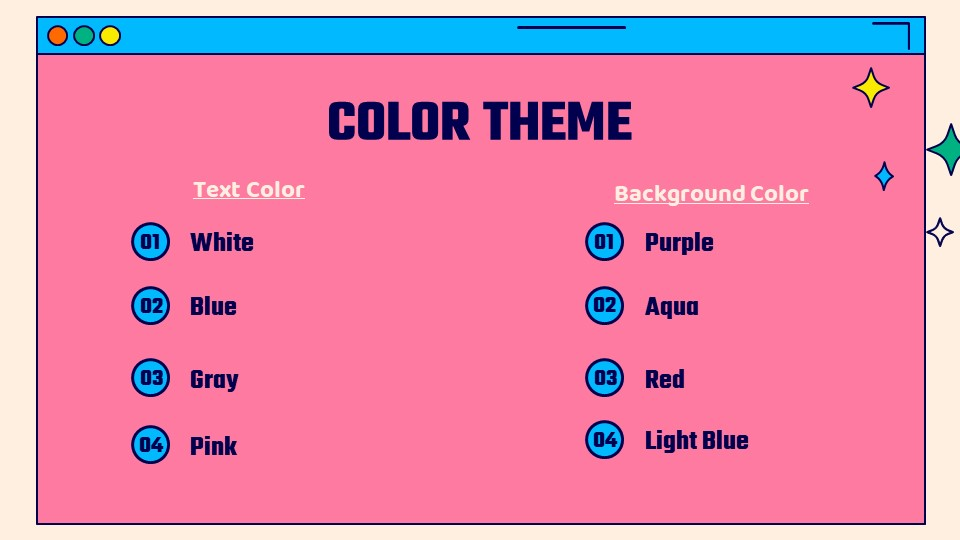 COLOR THEME
Text Color
01 White
02 Blue
03 Gray
04 Pink
Background Color
01 Purple
02 Aqua
03 Red
04 Light Blue